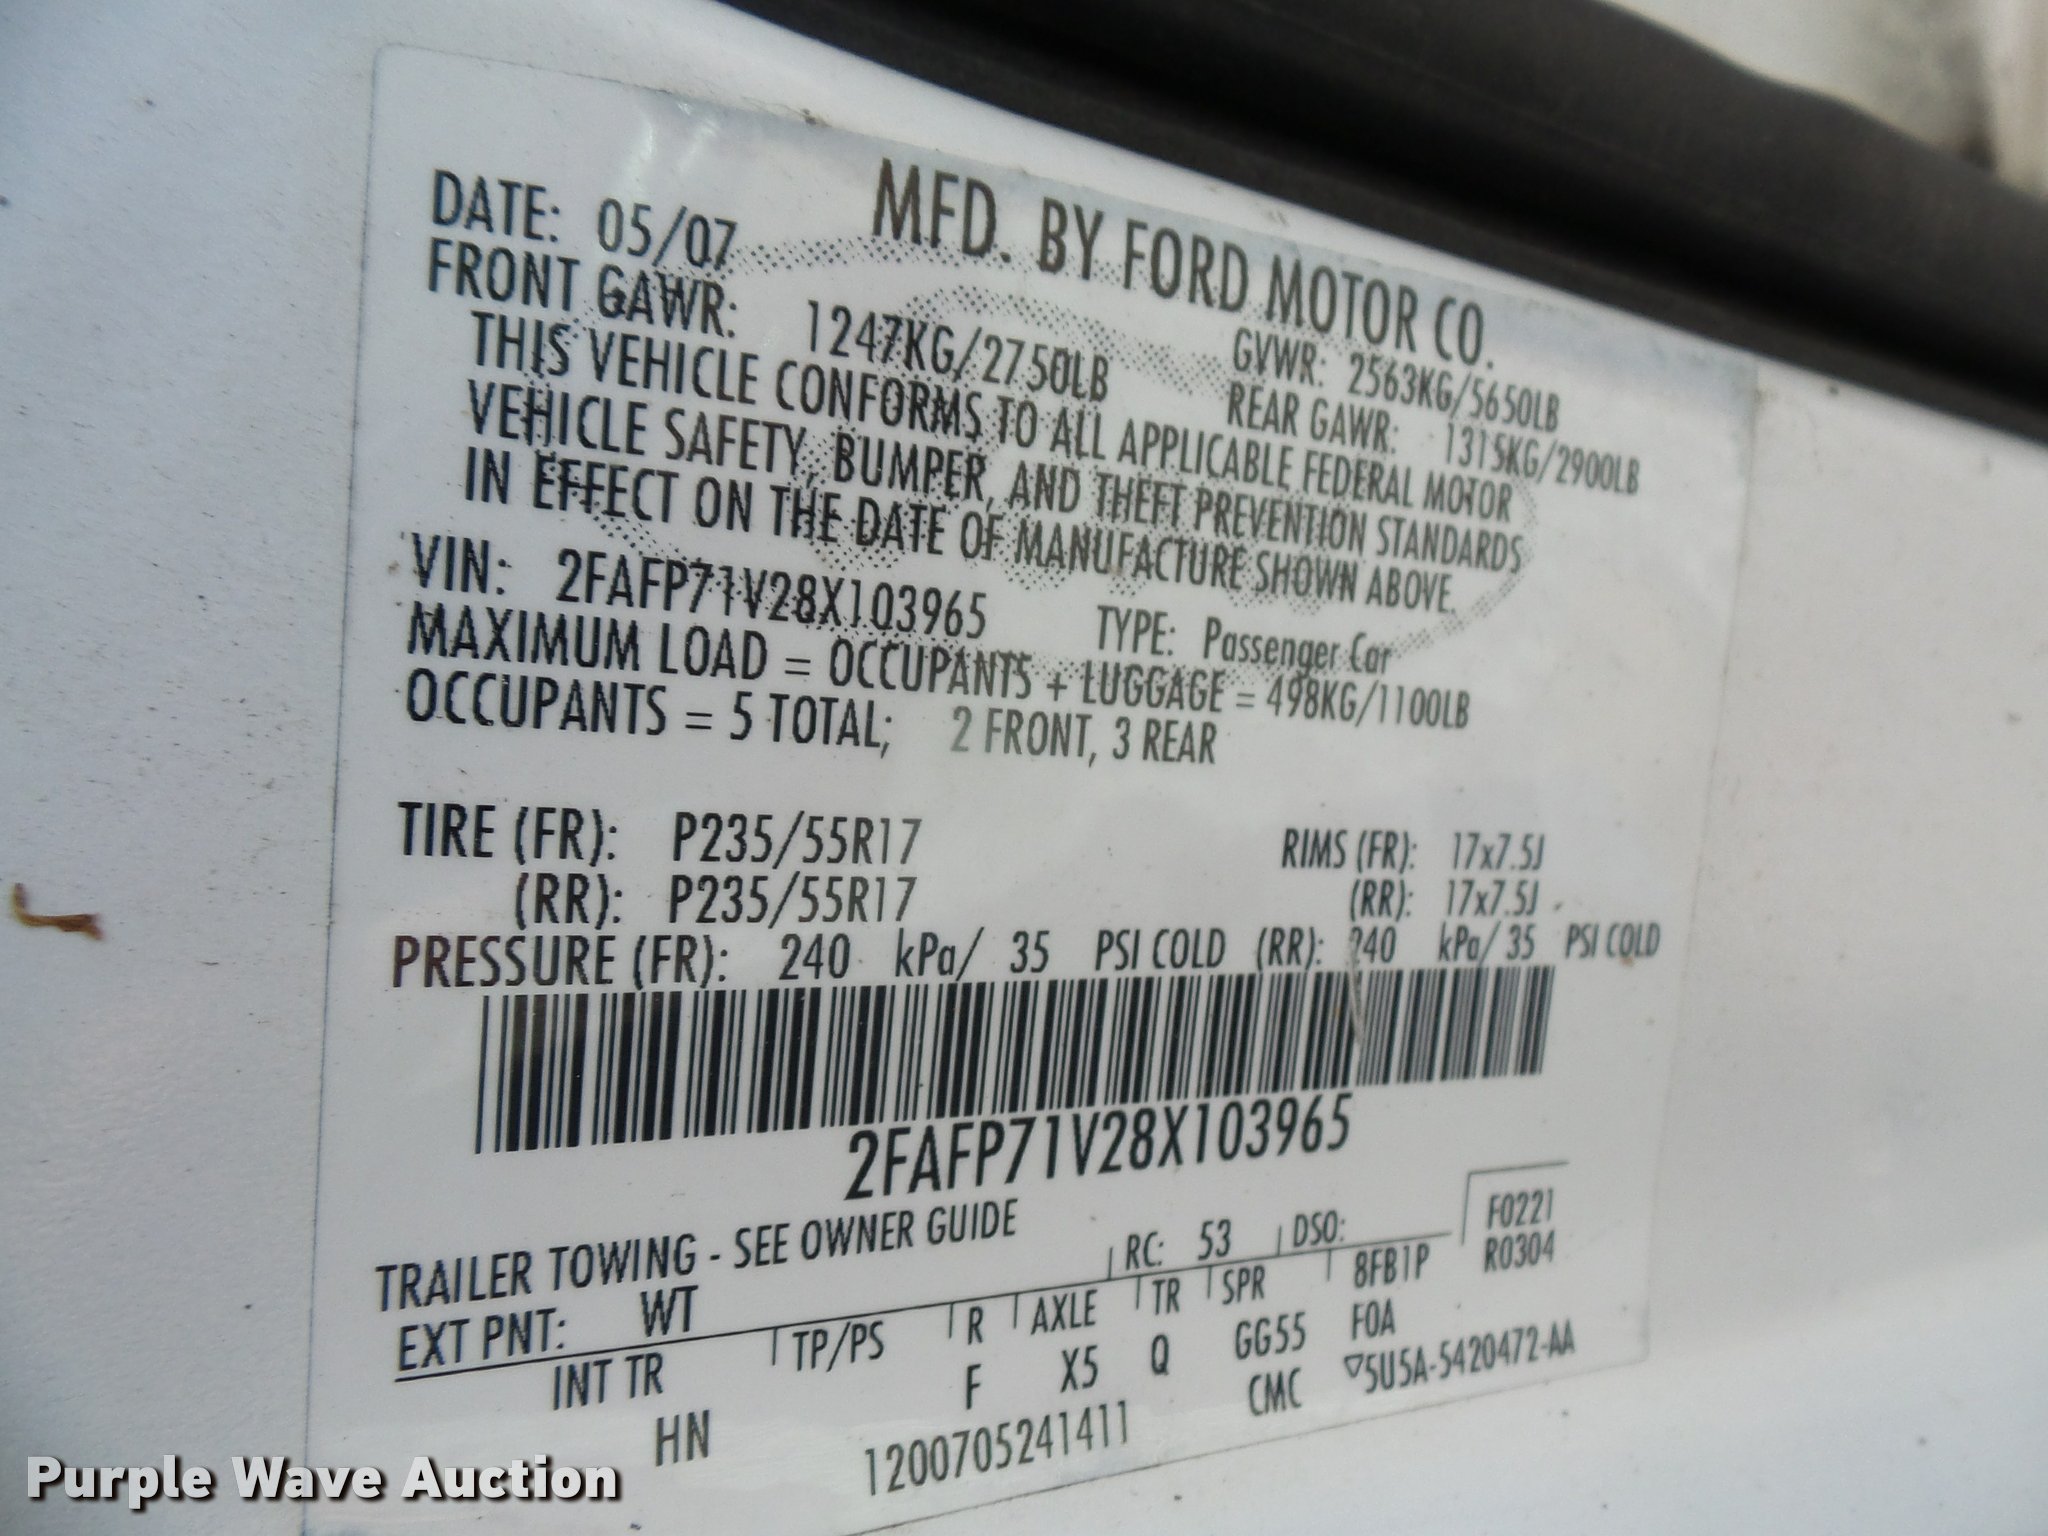 MFD. BY FORD MOTOR CO.
DATE: 05/07 GVWR: 2563KG/5650LB
FRONT GAWR: 1247KG/2750LB REAR GAWR: 1315KG/2900LB
THIS VEHICLE CONFORMS TO ALL APPLICABLE FEDERAL MOTOR
VEHICLE SAFETY, BUMPER, AND THEFT PREVENTION STANDARDS
IN EFFECT ON THE DATE OF MANUFACTURE SHOWN ABOVE.
VIN: 2FAFP71V28X103965 TYPE: Passenger Car
MAXIMUM LOAD = OCCUPANTS + LUGGAGE = 498KG/1100LB
OCCUPANTS = 5 TOTAL; 2 FRONT, 3 REAR
TIRE (FR): P235/55R17 RIMS (FR): 17x7.5J
(RR): P235/55R17 (RR): 17x7.5J
PRESSURE (FR): 240 kPa/ 35 PSI COLD (RR): 240 kPa/ 35 PSI COLD
2FAFP71V28X103965
TRAILER TOWING - SEE OWNER GUIDE
F0221
R0304
EXT PNT: WT RC: 53 DSO:
INT TR TP/PS R AXLE TR SPR 8FB1P
HN F X5 Q GG55 FOA
1200705241411 CMC ▽5U5A-5420472-AA
Purple Wave Auction